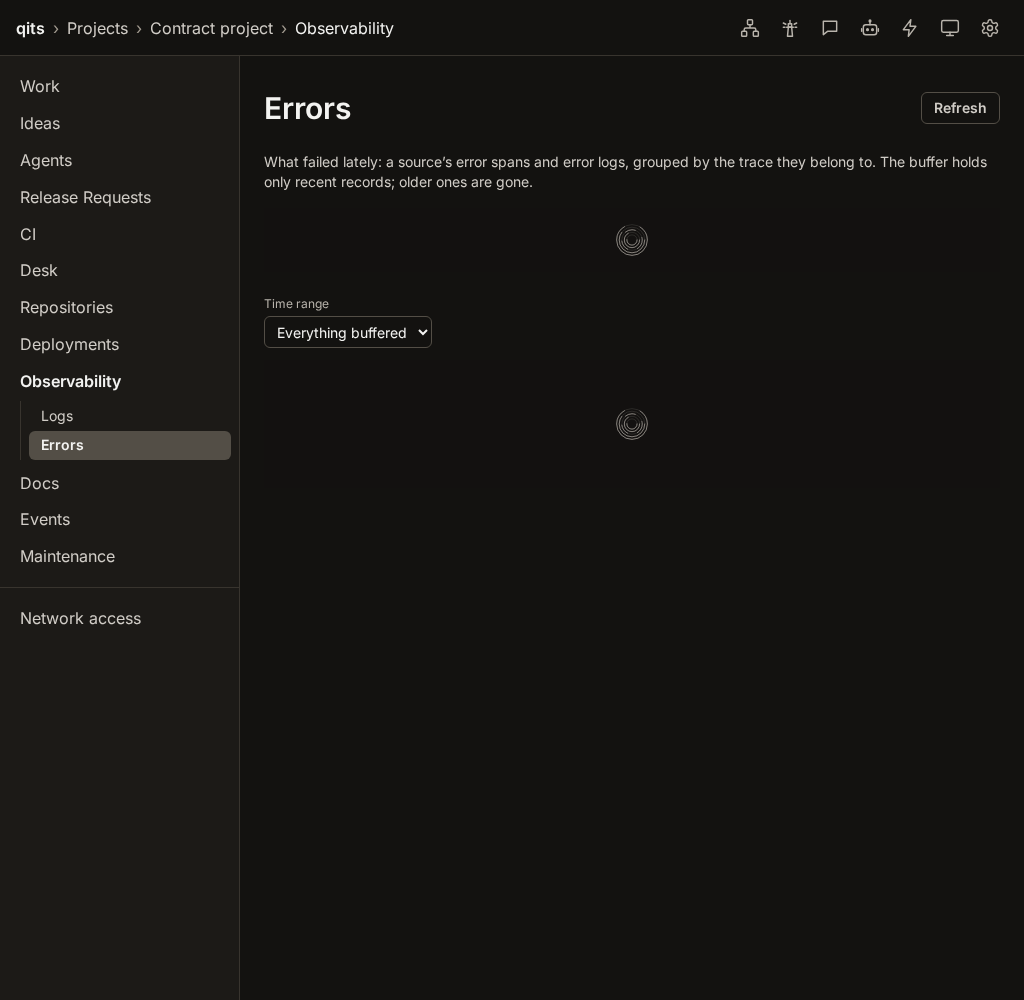 qits › Projects › Contract project › Observability
Work
Ideas
Agents
Release Requests
CI
Desk
Repositories
Deployments
Observability
Logs
Errors
Docs
Events
Maintenance
Network access
Errors
Refresh
What failed lately: a source’s error spans and error logs, grouped by the trace they belong to. The buffer holds
only recent records; older ones are gone.
Time range
Everything buffered